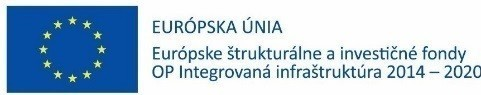 EURÓPSKA ÚNIA
Európske štrukturálne a investičné fondy
OP Integrovaná infraštruktúra 2014 – 2020